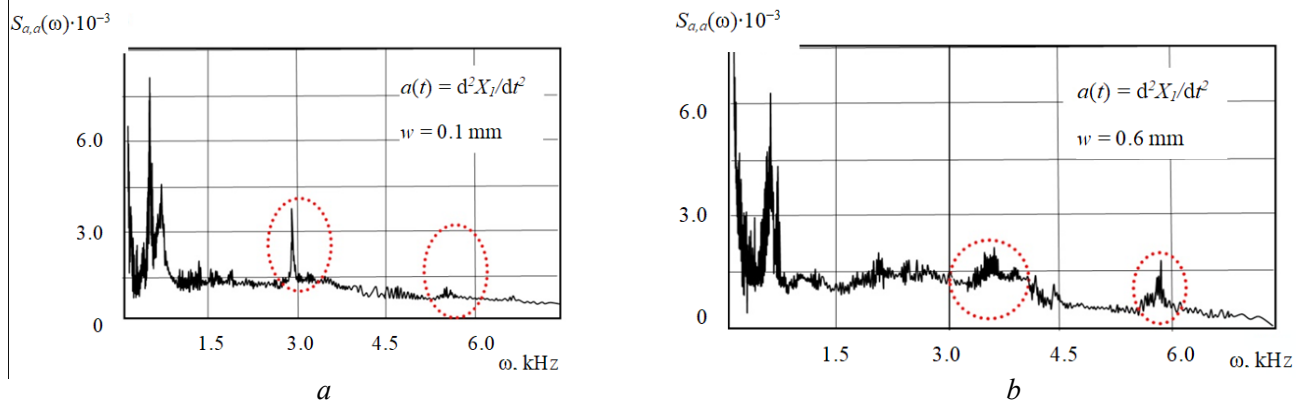 S_{a,a}(ω)·10⁻³
a(t) = d²X₁/dt²
w = 0.1 mm
6.0
3.0
0
1.5 3.0 4.5 6.0
ω. kHz
a
S_{a,a}(ω)·10⁻³
a(t) = d²X₁/dt²
w = 0.6 mm
6.0
3.0
0
1.5 3.0 4.5 6.0
ω. kHz
b